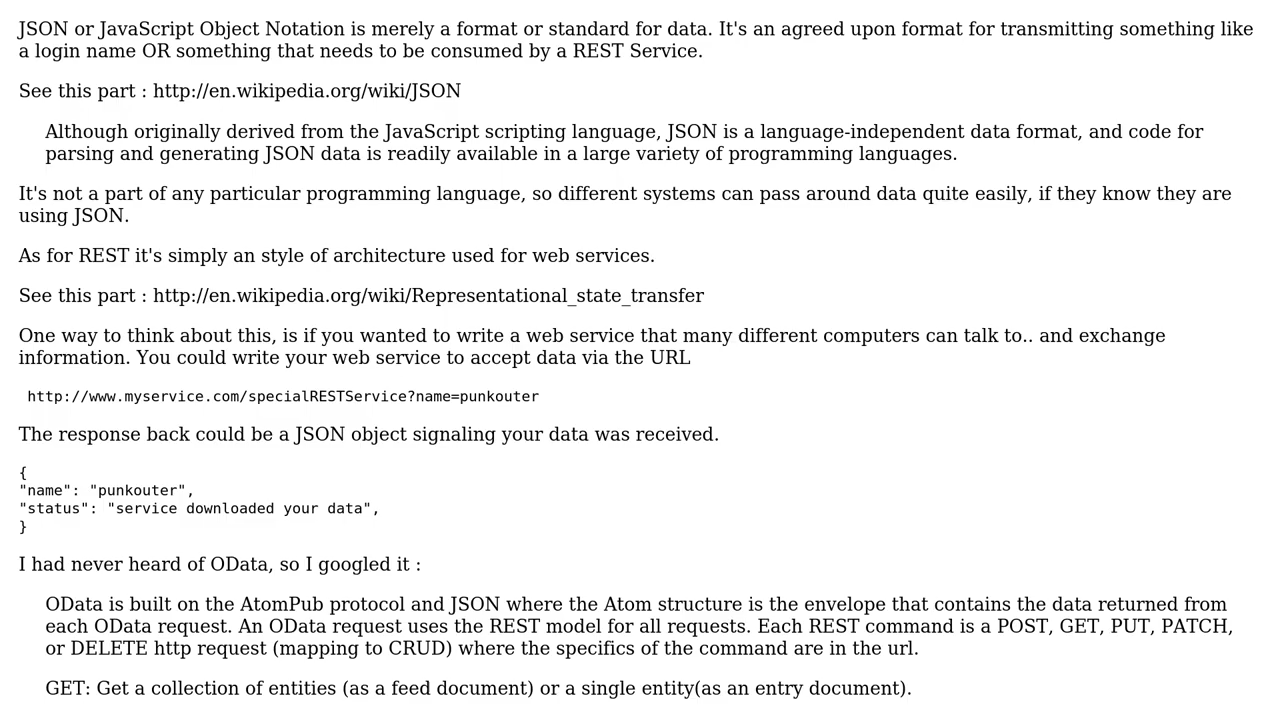 JSON or JavaScript Object Notation is merely a format or standard for data. It's an agreed upon format for transmitting something like
a login name OR something that needs to be consumed by a REST Service.
See this part : http://en.wikipedia.org/wiki/JSON
Although originally derived from the JavaScript scripting language, JSON is a language-independent data format, and code for
parsing and generating JSON data is readily available in a large variety of programming languages.
It's not a part of any particular programming language, so different systems can pass around data quite easily, if they know they are
using JSON.
As for REST it's simply an style of architecture used for web services.
See this part : http://en.wikipedia.org/wiki/Representational_state_transfer
One way to think about this, is if you wanted to write a web service that many different computers can talk to.. and exchange
information. You could write your web service to accept data via the URL
http://www.myservice.com/specialRESTService?name=punkouter
The response back could be a JSON object signaling your data was received.
{
"name": "punkouter",
"status": "service downloaded your data",
}
I had never heard of OData, so I googled it :
OData is built on the AtomPub protocol and JSON where the Atom structure is the envelope that contains the data returned from
each OData request. An OData request uses the REST model for all requests. Each REST command is a POST, GET, PUT, PATCH,
or DELETE http request (mapping to CRUD) where the specifics of the command are in the url.
GET: Get a collection of entities (as a feed document) or a single entity(as an entry document).